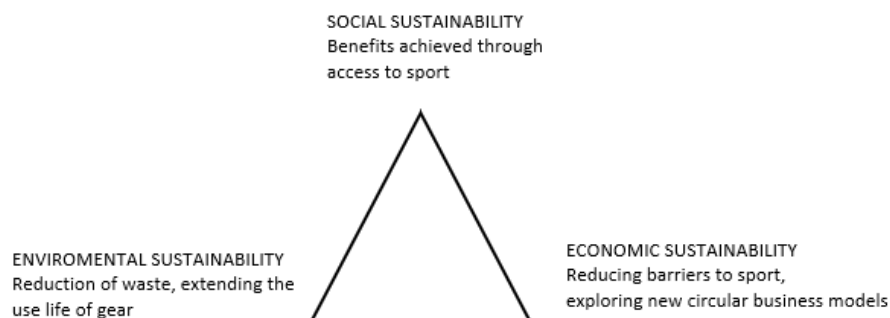 SOCIAL SUSTAINABILITY
Benefits achieved through
access to sport
ENVIROMENTAL SUSTAINABILITY
Reduction of waste, extending the
use life of gear
ECONOMIC SUSTAINABILITY
Reducing barriers to sport,
exploring new circular business models